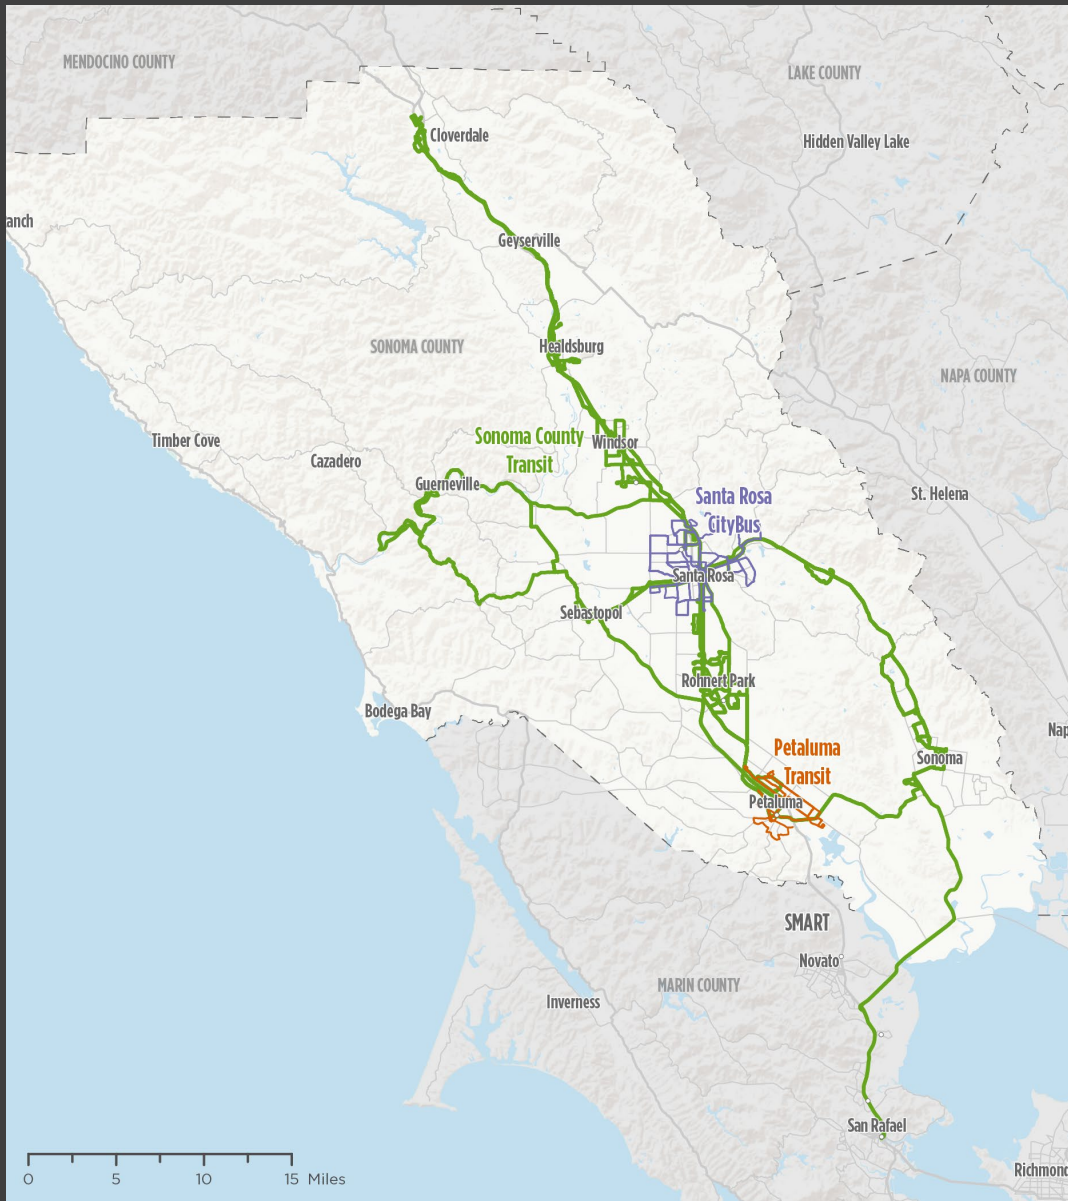 MENDOCINO COUNTY
LAKE COUNTY
Cloverdale
Hidden Valley Lake
anch
Geyserville
SONOMA COUNTY
Healdsburg
NAPA COUNTY
Timber Cove
Sonoma County
Transit
Windsor
Cazadero
Guerneville
Santa Rosa
CityBus
St. Helena
Santa Rosa
Sebastopol
Rohnert Park
Bodega Bay
Nap
Petaluma
Transit
Sonoma
Petaluma
SMART
Novato
MARIN COUNTY
Inverness
San Rafael
Richmond
0 5 10 15 Miles